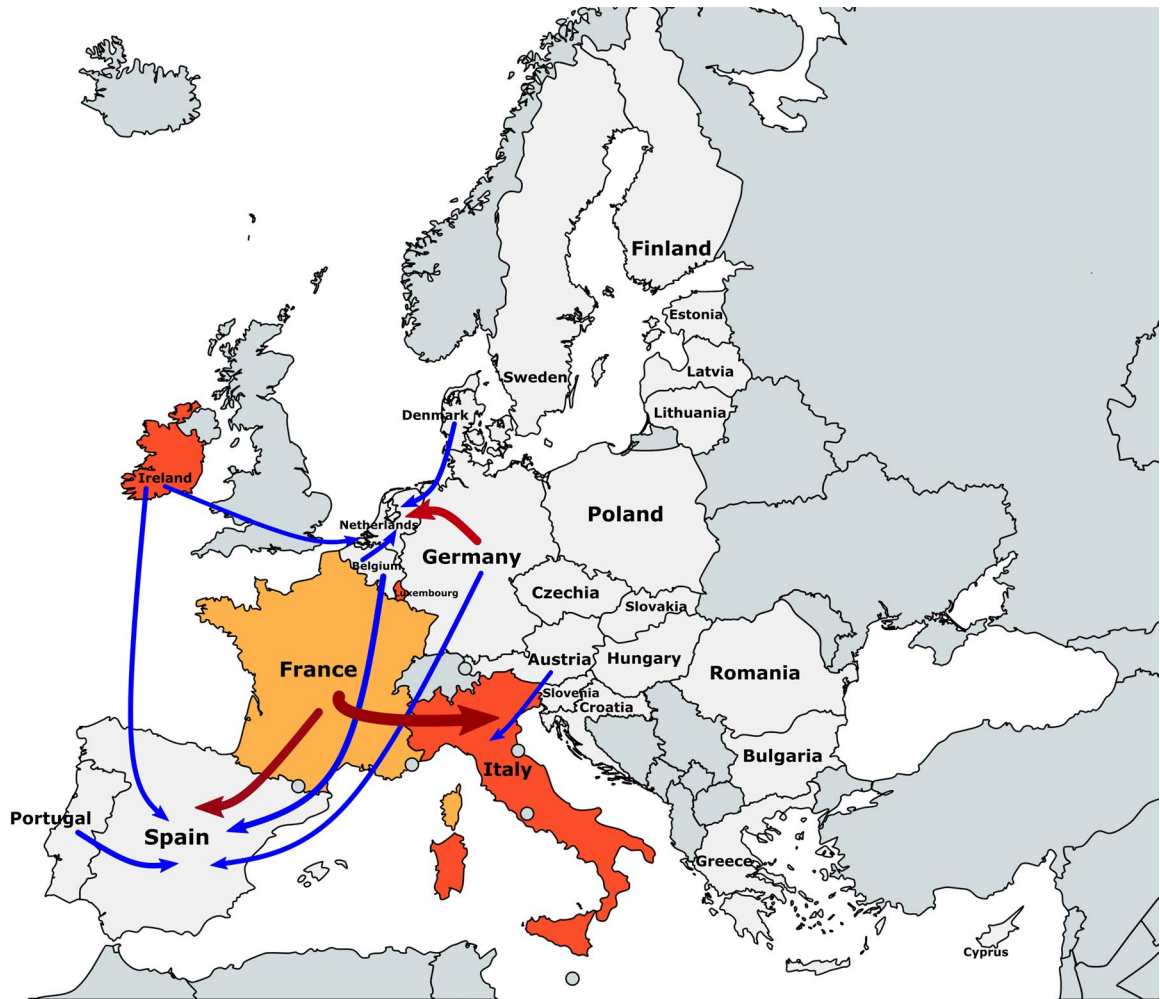 Finland
Estonia
Latvia
Sweden
Lithuania
Denmark
Ireland
Poland
Netherlands
Germany
Belgium
Czechia
Luxembourg
Slovakia
Austria
Hungary
France
Romania
Slovenia
Croatia
Bulgaria
Italy
Portugal
Spain
Greece
Cyprus